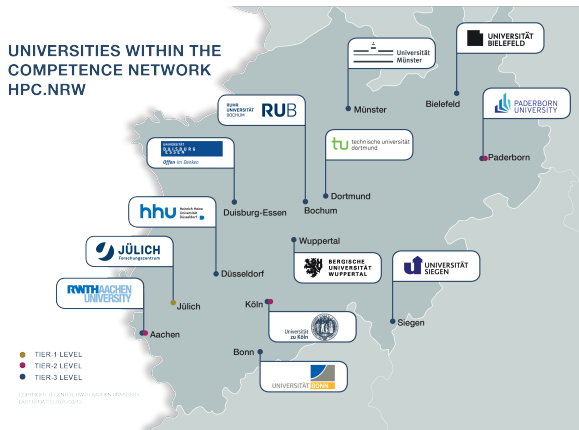 UNIVERSITIES WITHIN THE
COMPETENCE NETWORK
HPC.NRW
Universität
Münster
UNIVERSITÄT
BIELEFELD
Münster
Bielefeld
PADERBORN
UNIVERSITY
Paderborn
RUHR
UNIVERSITÄT
BOCHUM
RUB
tu technische universität
dortmund
UNIVERSITÄT
DUISBURG
ESSEN
Offen im Denken
Dortmund
Duisburg-Essen
Bochum
hhu
Heinrich Heine
Universität
Düsseldorf
Wuppertal
JÜLICH
Forschungszentrum
BERGISCHE
UNIVERSITÄT
WUPPERTAL
UNIVERSITÄT
SIEGEN
Düsseldorf
RWTHAACHEN
UNIVERSITY
Jülich
Köln
Siegen
Aachen
Universität
zu Köln
Bonn
UNIVERSITÄT BONN
TIER-1 LEVEL
TIER-2 LEVEL
TIER-3 LEVEL